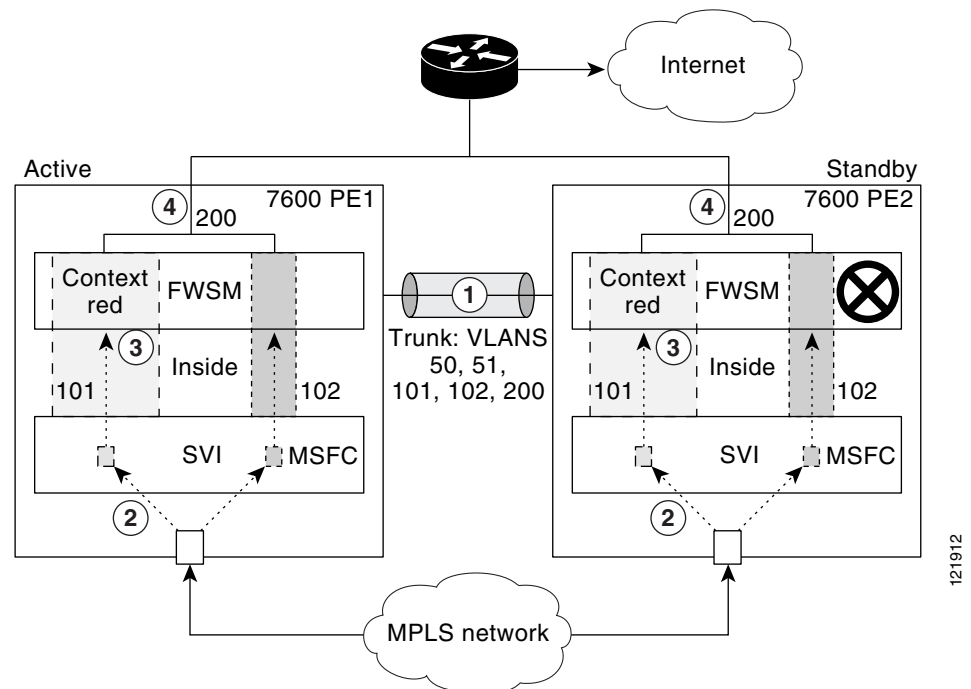 Internet
Active
Standby
7600 PE1
7600 PE2
4
200
4
200
Context
red
FWSM
1
Context
red
FWSM
Trunk: VLANS
50, 51,
101, 102, 200
3
Inside
101
102
3
Inside
101
102
SVI
MSFC
SVI
MSFC
2
2
MPLS network
121912